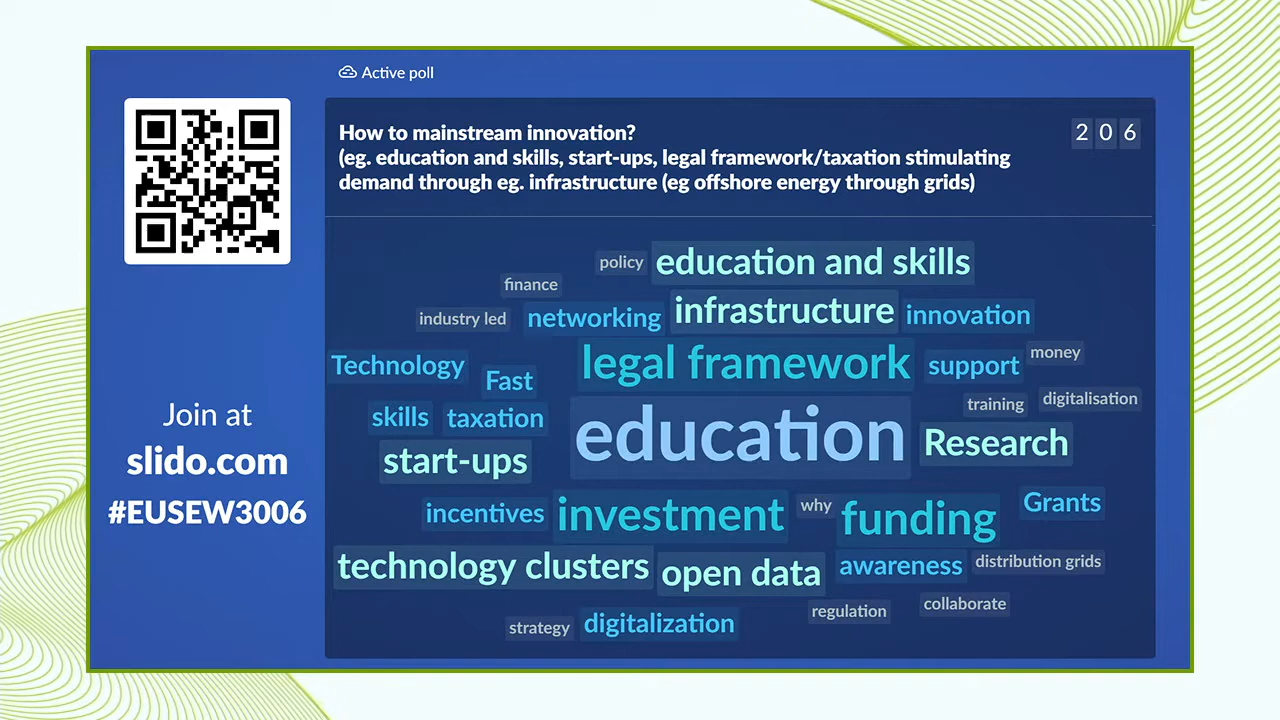 Active poll
How to mainstream innovation?
(eg. education and skills, start-ups, legal framework/taxation stimulating
demand through eg. infrastructure (eg offshore energy through grids)
2 0 6
policy
education and skills
finance
industry led
networking
infrastructure
innovation
Technology
Fast
legal framework
support
money
skills
taxation
education
training
digitalisation
start-ups
Research
incentives
investment
why
funding
Grants
technology clusters
open data
awareness
distribution grids
strategy
digitalization
regulation
collaborate
Join at
slido.com
#EUSEW3006